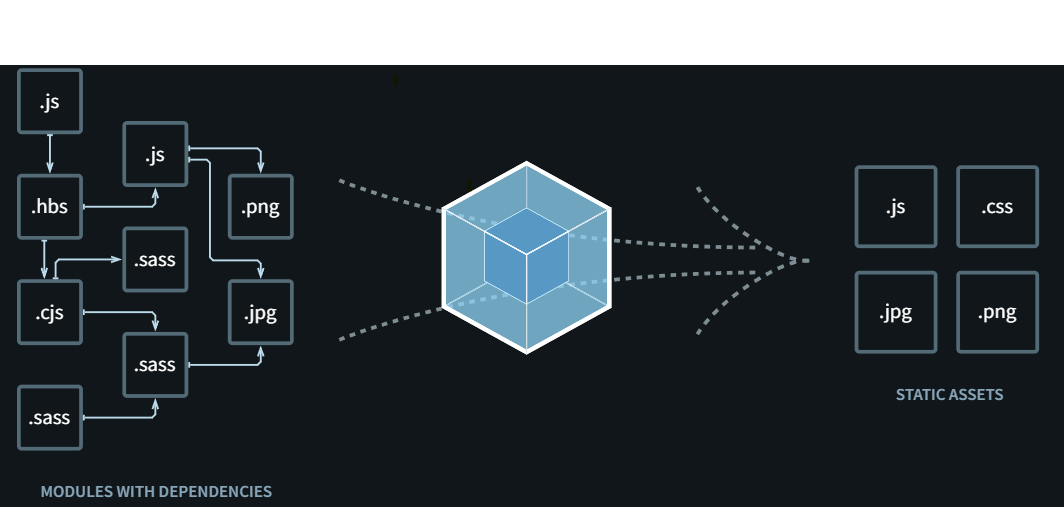 .js
.js
.hbs
.png
.sass
.cjs
.jpg
.sass
.sass
MODULES WITH DEPENDENCIES
.js
.css
.jpg
.png
STATIC ASSETS